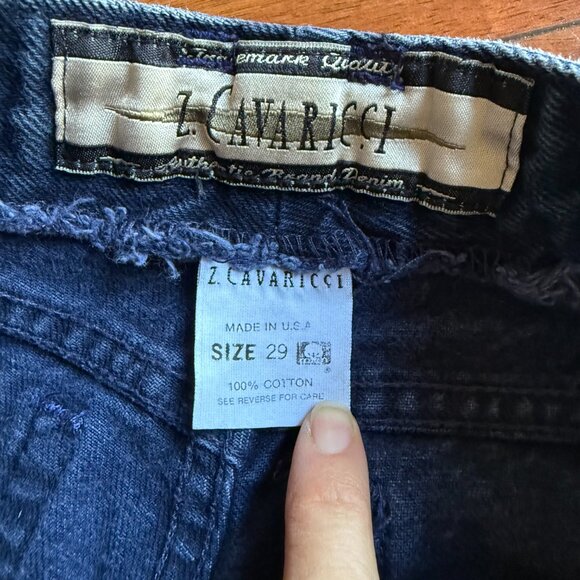 Trademark Quality
Z. CAVARICCI
Authentic Brand Denim
Z. CAVARICCI
MADE IN U.S.A
SIZE 29
®
100% COTTON
SEE REVERSE FOR CARE